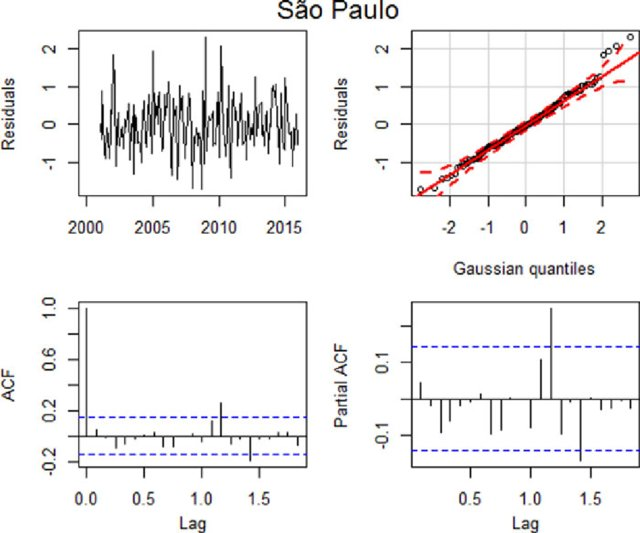 São Paulo
Residuals
2
1
0
-1
2000 2005 2010 2015
Residuals
2
1
0
-1
-2 -1 0 1 2
Gaussian quantiles
ACF
1.0
0.6
0.2
-0.2
0.0 0.5 1.0 1.5
Lag
Partial ACF
0.1
-0.1
0.5 1.0 1.5
Lag